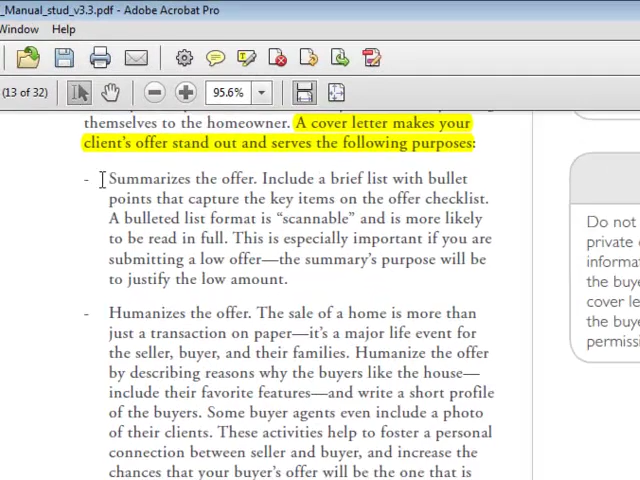 _Manual_stud_v3.3.pdf - Adobe Acrobat Pro
Window Help
(13 of 32) 95.6%
themselves to the homeowner. A cover letter makes your
client's offer stand out and serves the following purposes:
- Summarizes the offer. Include a brief list with bullet
points that capture the key items on the offer checklist.
A bulleted list format is “scannable” and is more likely
to be read in full. This is especially important if you are
submitting a low offer—the summary's purpose will be
to justify the low amount.
- Humanizes the offer. The sale of a home is more than
just a transaction on paper—it's a major life event for
the seller, buyer, and their families. Humanize the offer
by describing reasons why the buyers like the house—
include their favorite features—and write a short profile
of the buyers. Some buyer agents even include a photo
of their clients. These activities help to foster a personal
connection between seller and buyer, and increase the
chances that your buyer's offer will be the one that is
Do not
private
informa
the buye
cover le
the buye
permissi